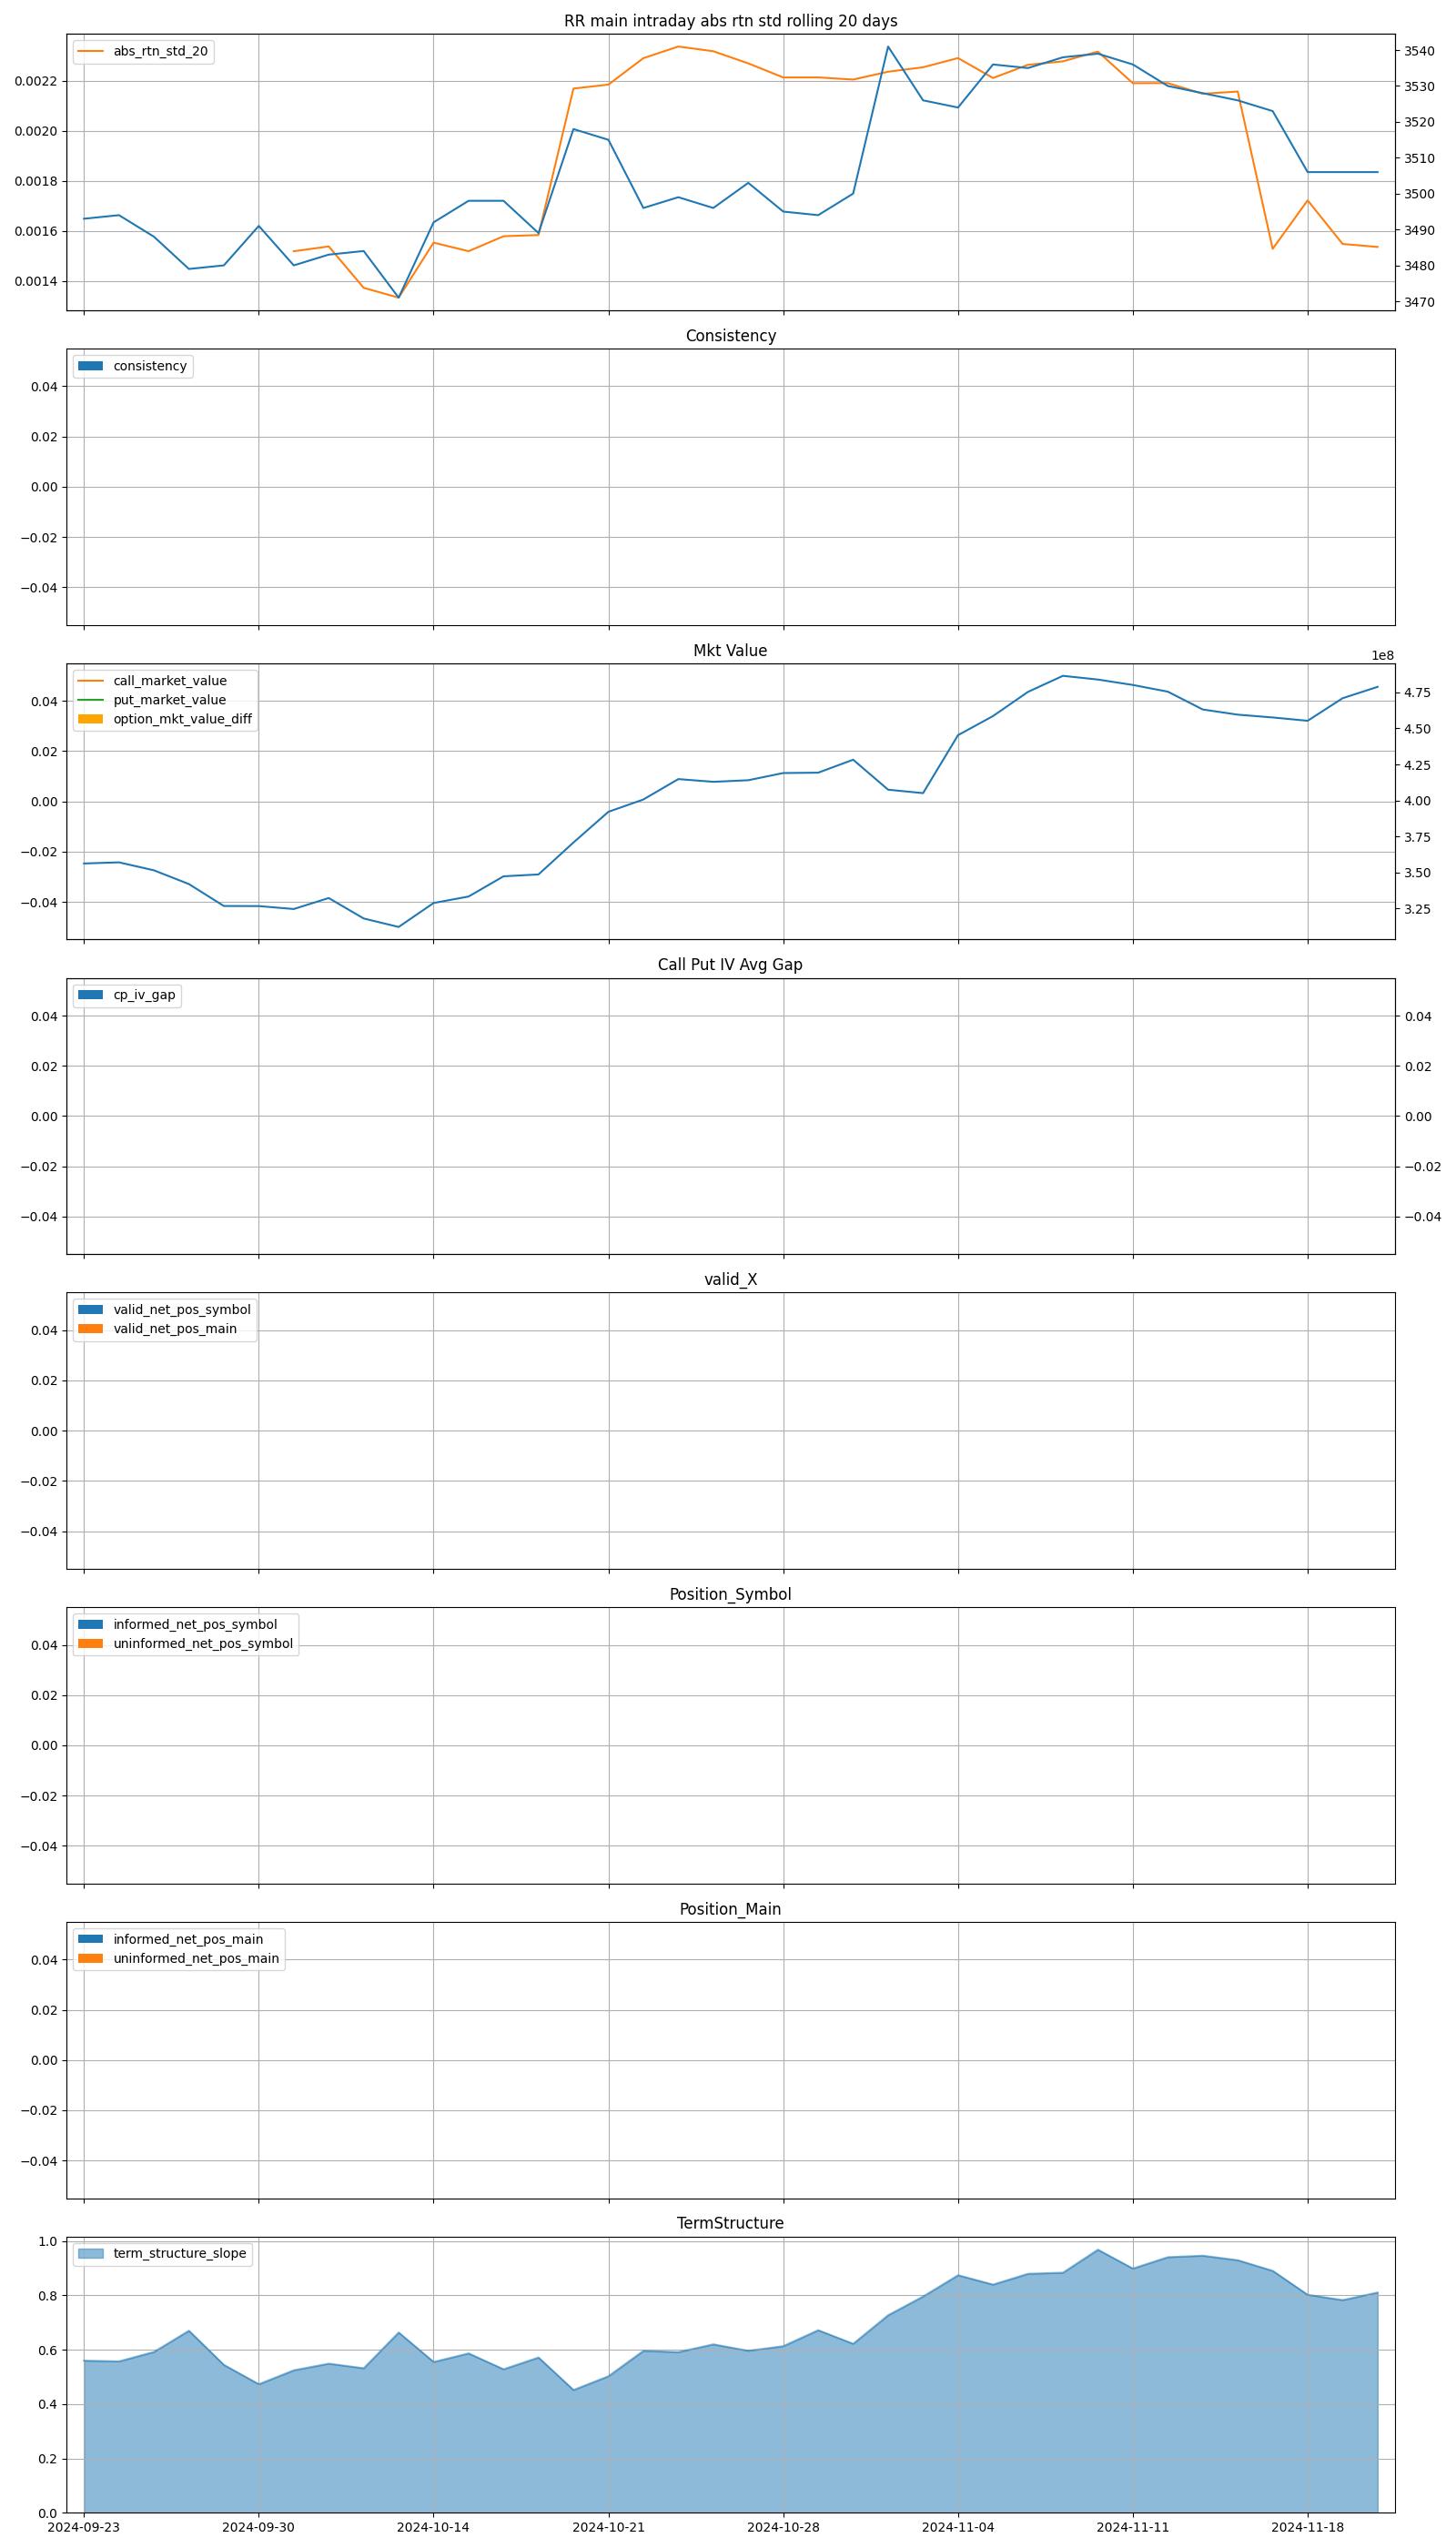 RR main intraday abs rtn std rolling 20 days
abs_rtn_std_20
0.0022
0.0020
0.0018
0.0016
0.0014
3540
3530
3520
3510
3500
3490
3480
3470
Consistency
consistency
0.04
0.02
0.00
−0.02
−0.04
Mkt Value
1e8
call_market_value
put_market_value
option_mkt_value_diff
0.04
0.02
0.00
−0.02
−0.04
4.75
4.50
4.25
4.00
3.75
3.50
3.25
Call Put IV Avg Gap
cp_iv_gap
0.04
0.02
0.00
−0.02
−0.04
0.04
0.02
0.00
−0.02
−0.04
valid_X
valid_net_pos_symbol
valid_net_pos_main
0.04
0.02
0.00
−0.02
−0.04
Position_Symbol
informed_net_pos_symbol
uninformed_net_pos_symbol
0.04
0.02
0.00
−0.02
−0.04
Position_Main
informed_net_pos_main
uninformed_net_pos_main
0.04
0.02
0.00
−0.02
−0.04
TermStructure
term_structure_slope
1.0
0.8
0.6
0.4
0.2
0.0
2024-09-23 2024-09-30 2024-10-14 2024-10-21 2024-10-28 2024-11-04 2024-11-11 2024-11-18